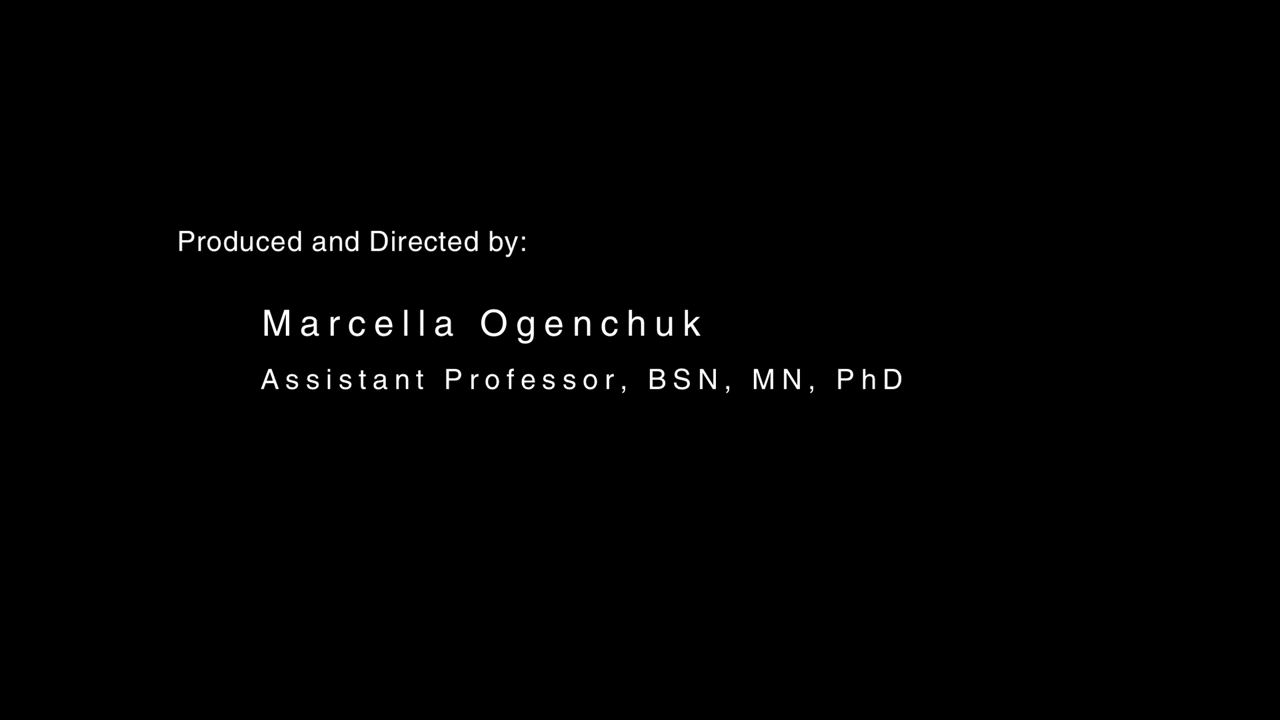 Produced and Directed by:
Marcella Ogenchuk
Assistant Professor, BSN, MN, PhD